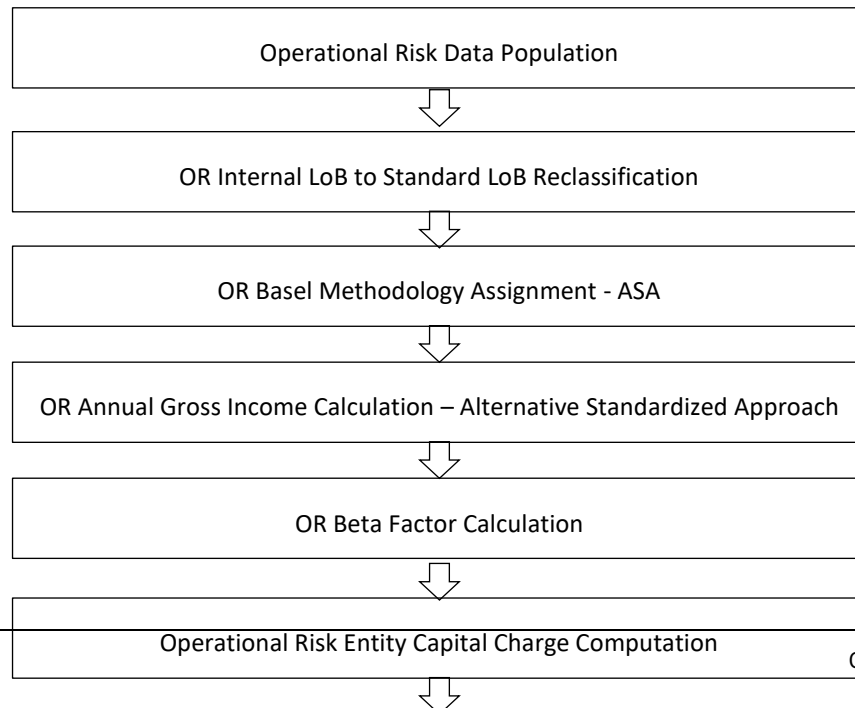 Operational Risk Data Population
OR Internal LoB to Standard LoB Reclassification
OR Basel Methodology Assignment - ASA
OR Annual Gross Income Calculation – Alternative Standardized Approach
OR Beta Factor Calculation
Operational Risk Entity Capital Charge Computation